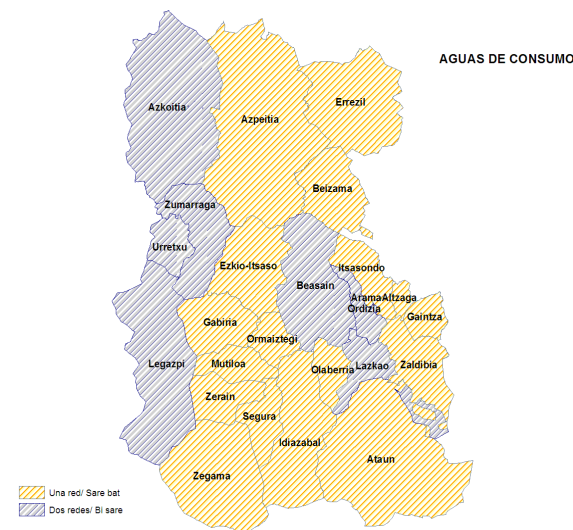 AGUAS DE CONSUMO
Azkoitia
Azpeitia
Errezil
Beizama
Zumarraga
Urretxu
Ezkio-Itsaso
Itsasondo
Beasain
Arama
Altzaga
Ordizia
Gaintza
Gabiria
Ormaiztegi
Legazpi
Mutiloa
Olaberria
Lazkao
Zaldibia
Zerain
Segura
Idiazabal
Ataun
Zegama
Una red/ Sare bat
Dos redes/ Bi sare